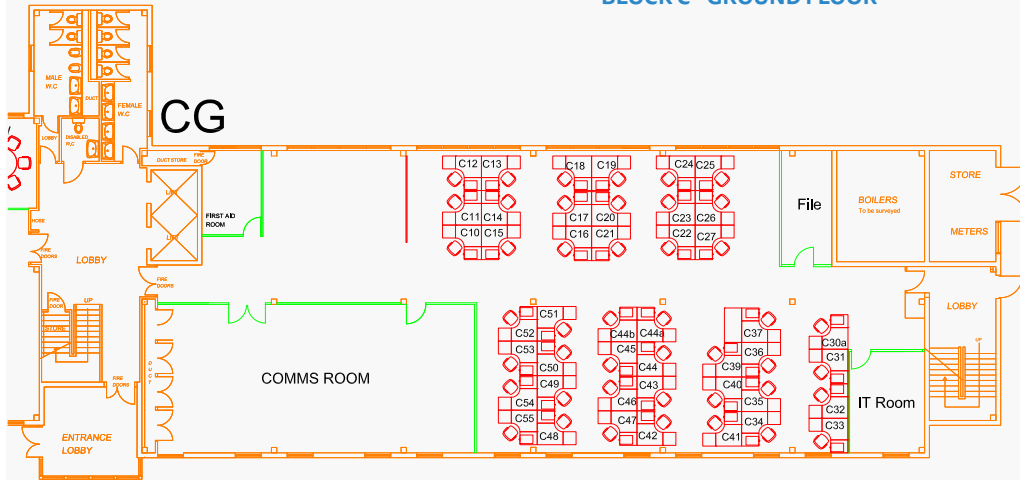 BLOCK C - GROUND FLOOR
MALE
W.C
DUCT
FEMALE
W.C
CG
LOBBY
DISABLED
W.C
DUCT STORE
FIRE
DOORS
C12 C13
C18 C19
C24 C25
LIFT
FIRST AID
ROOM
C11 C14
C10 C15
C17 C20
C16 C21
C23 C26
C22 C27
File
BOILERS
To be surveyed
STORE
METERS
HOSE
LIFT
FIRE
DOORS
LOBBY
FIRE
DOORS
FIRE
DOOR
UP
STORE
DUCT
FIRE
DOORS
COMMS ROOM
ENTRANCE
LOBBY
C51
C52
C53
C50
C49
C54
C55
C48
C44b C44a
C45
C44
C43
C46
C47
C42
C37
C36
C39
C40
C35
C34
C41
C30a
C31
C32
C33
IT Room
LOBBY
UP